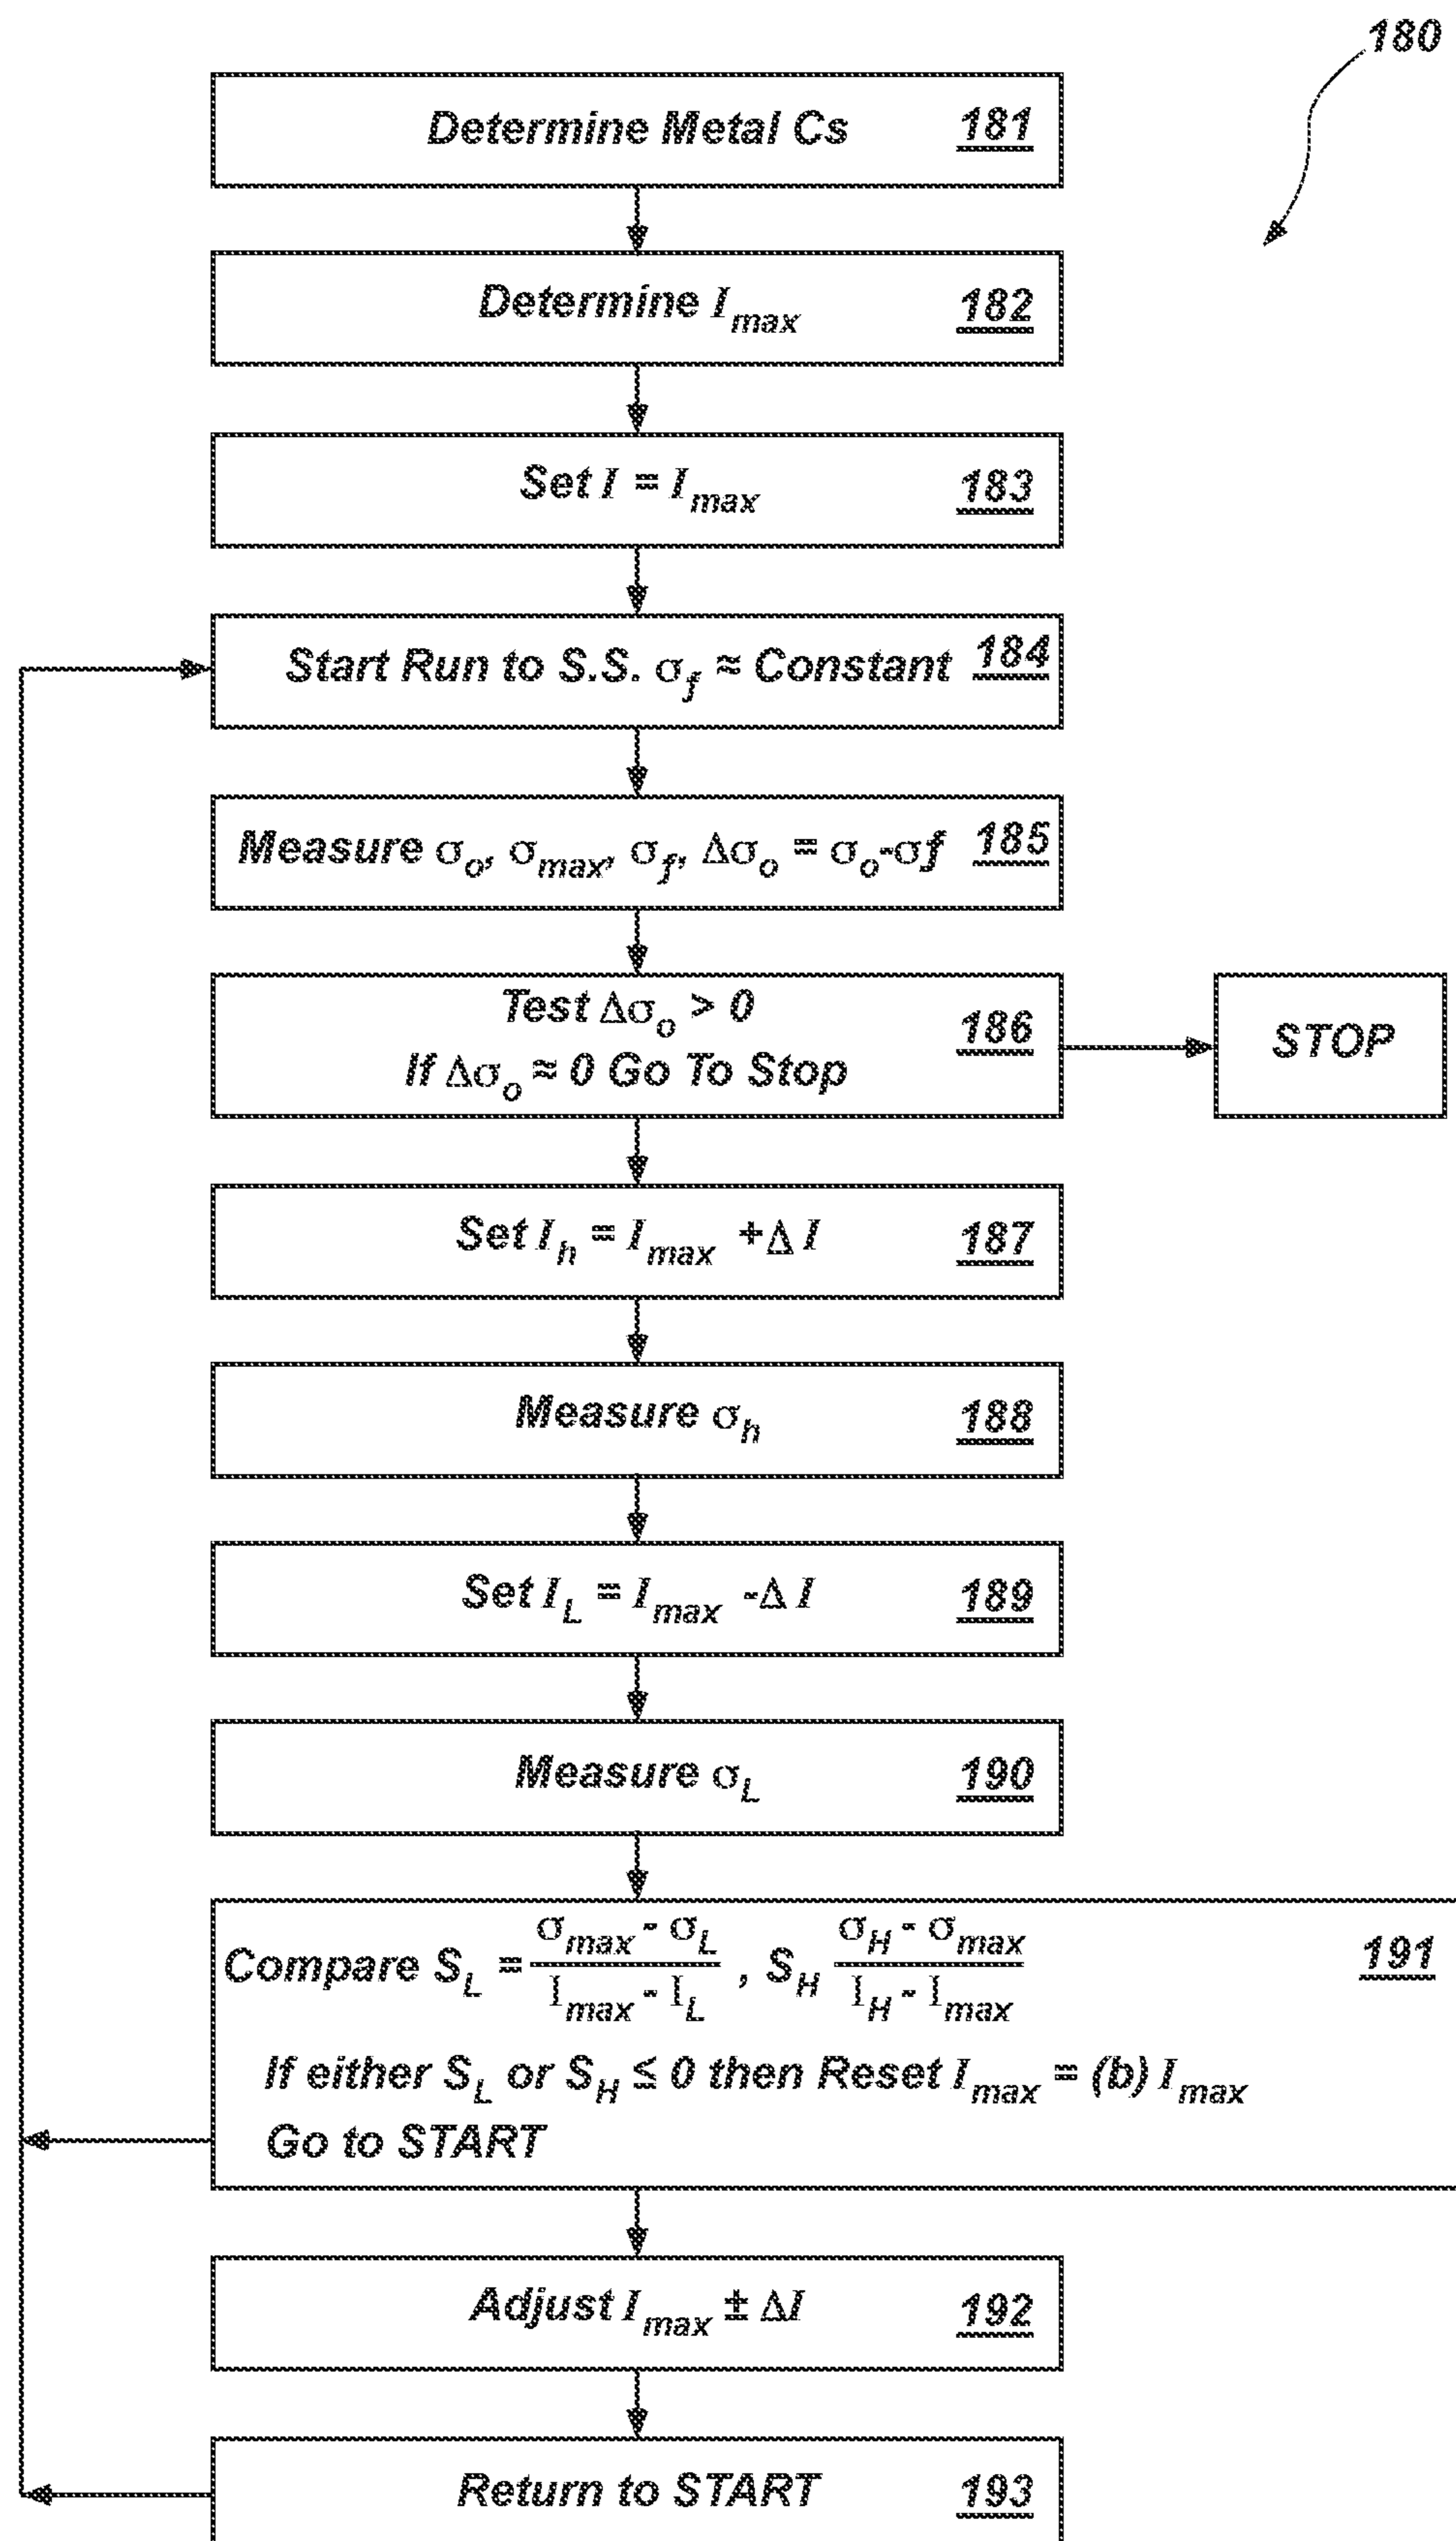 180
Determine Metal Cs 181
Determine I_max 182
Set I = I_max 183
Start Run to S.S. σ_f ≈ Constant 184
Measure σ_o, σ_max, σ_f, Δσ_o = σ_o-σf 185
Test Δσ_o > 0 186
If Δσ_o ≈ 0 Go To Stop
STOP
Set I_h = I_max +Δ I 187
Measure σ_h 188
Set I_L = I_max -Δ I 189
Measure σ_L 190
Compare S_L = (σ_max - σ_L)/(I_max - I_L) , S_H (σ_H - σ_max)/(I_H - I_max) 191
If either S_L or S_H ≤ 0 then Reset I_max = (b) I_max
Go to START
Adjust I_max ± ΔI 192
Return to START 193